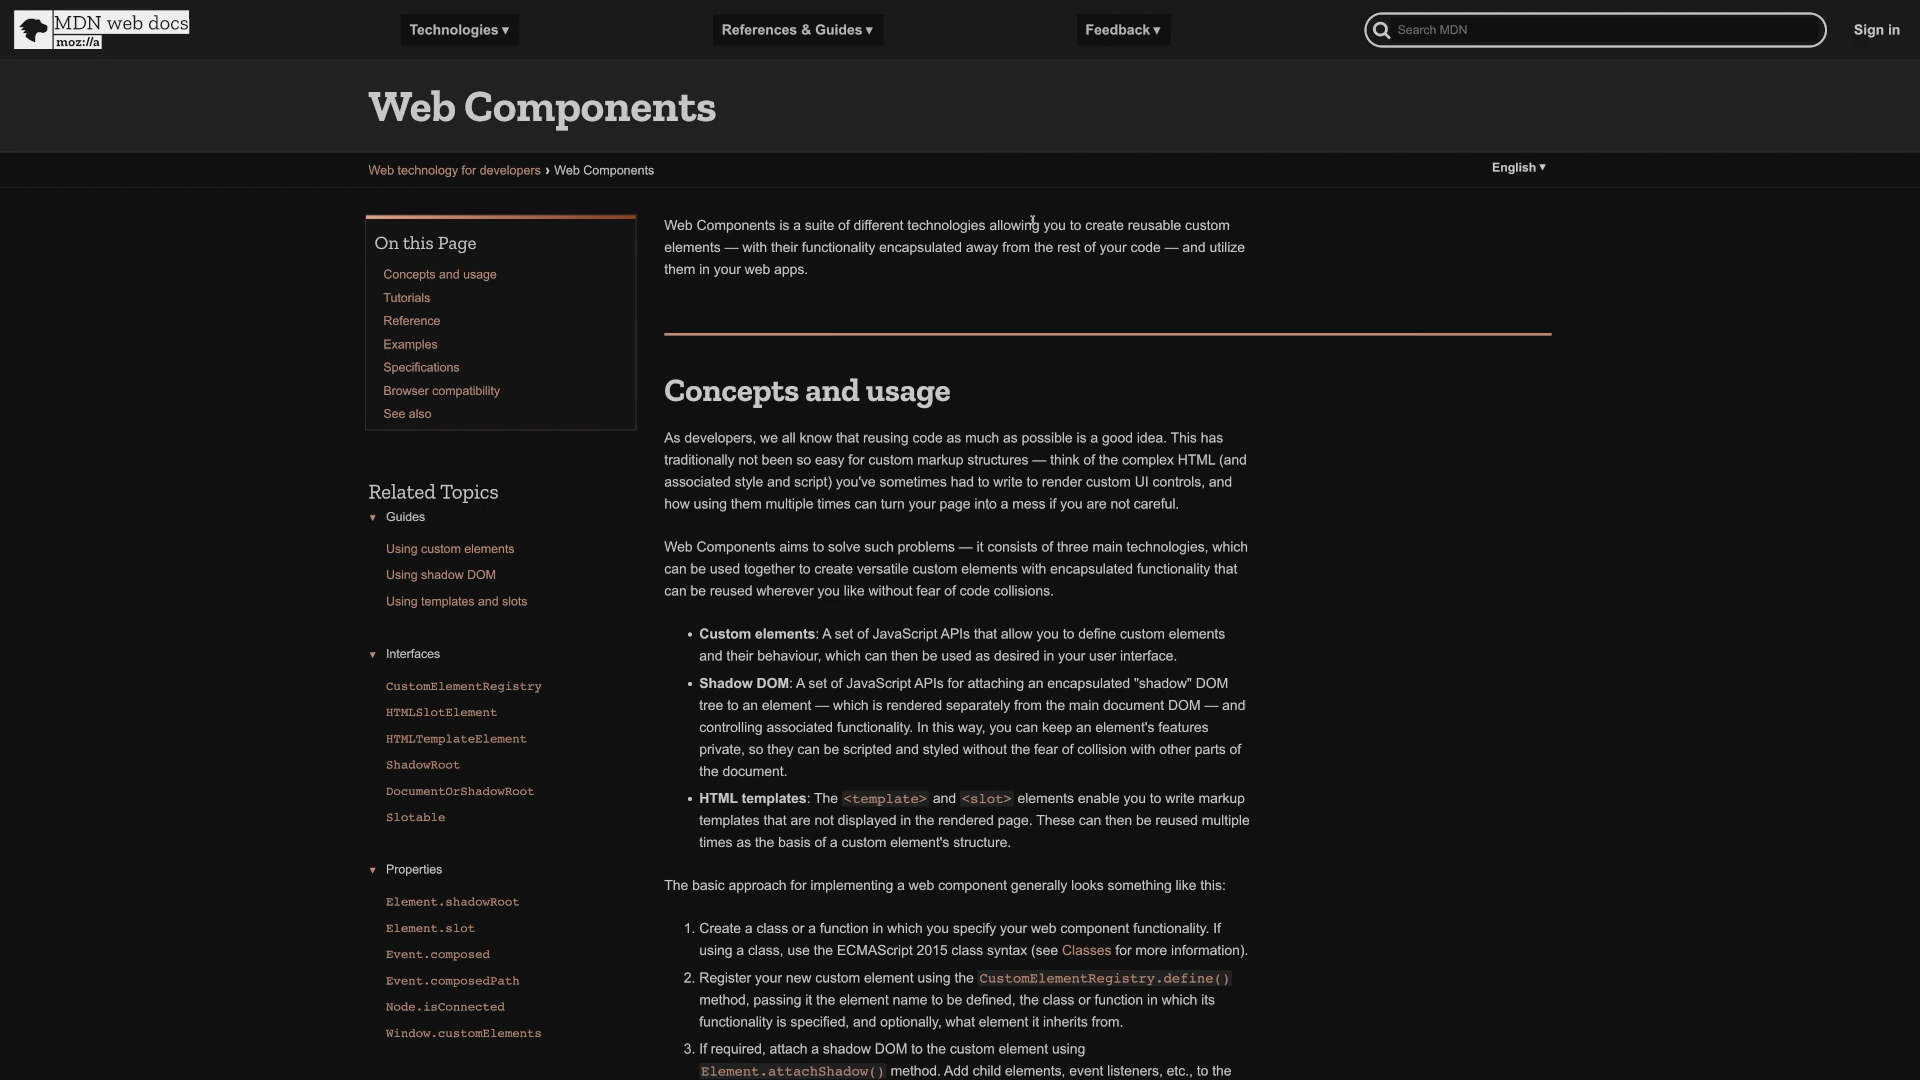 MDN web docs
moz://a
Technologies ▾
References & Guides ▾
Feedback ▾
Search MDN
Sign in
Web Components
Web technology for developers › Web Components
English ▾
On this Page
Concepts and usage
Tutorials
Reference
Examples
Specifications
Browser compatibility
See also
Related Topics
▾ Guides
Using custom elements
Using shadow DOM
Using templates and slots
▾ Interfaces
CustomElementRegistry
HTMLSlotElement
HTMLTemplateElement
ShadowRoot
DocumentOrShadowRoot
Slotable
▾ Properties
Element.shadowRoot
Element.slot
Event.composed
Event.composedPath
Node.isConnected
Window.customElements
Web Components is a suite of different technologies allowing you to create reusable custom
elements — with their functionality encapsulated away from the rest of your code — and utilize
them in your web apps.
Concepts and usage
As developers, we all know that reusing code as much as possible is a good idea. This has
traditionally not been so easy for custom markup structures — think of the complex HTML (and
associated style and script) you've sometimes had to write to render custom UI controls, and
how using them multiple times can turn your page into a mess if you are not careful.
Web Components aims to solve such problems — it consists of three main technologies, which
can be used together to create versatile custom elements with encapsulated functionality that
can be reused wherever you like without fear of code collisions.
• Custom elements: A set of JavaScript APIs that allow you to define custom elements
and their behaviour, which can then be used as desired in your user interface.
• Shadow DOM: A set of JavaScript APIs for attaching an encapsulated "shadow" DOM
tree to an element — which is rendered separately from the main document DOM — and
controlling associated functionality. In this way, you can keep an element's features
private, so they can be scripted and styled without the fear of collision with other parts of
the document.
• HTML templates: The <template> and <slot> elements enable you to write markup
templates that are not displayed in the rendered page. These can then be reused multiple
times as the basis of a custom element's structure.
The basic approach for implementing a web component generally looks something like this:
1. Create a class or a function in which you specify your web component functionality. If
using a class, use the ECMAScript 2015 class syntax (see Classes for more information).
2. Register your new custom element using the CustomElementRegistry.define()
method, passing it the element name to be defined, the class or function in which its
functionality is specified, and optionally, what element it inherits from.
3. If required, attach a shadow DOM to the custom element using
Element.attachShadow() method. Add child elements, event listeners, etc., to the